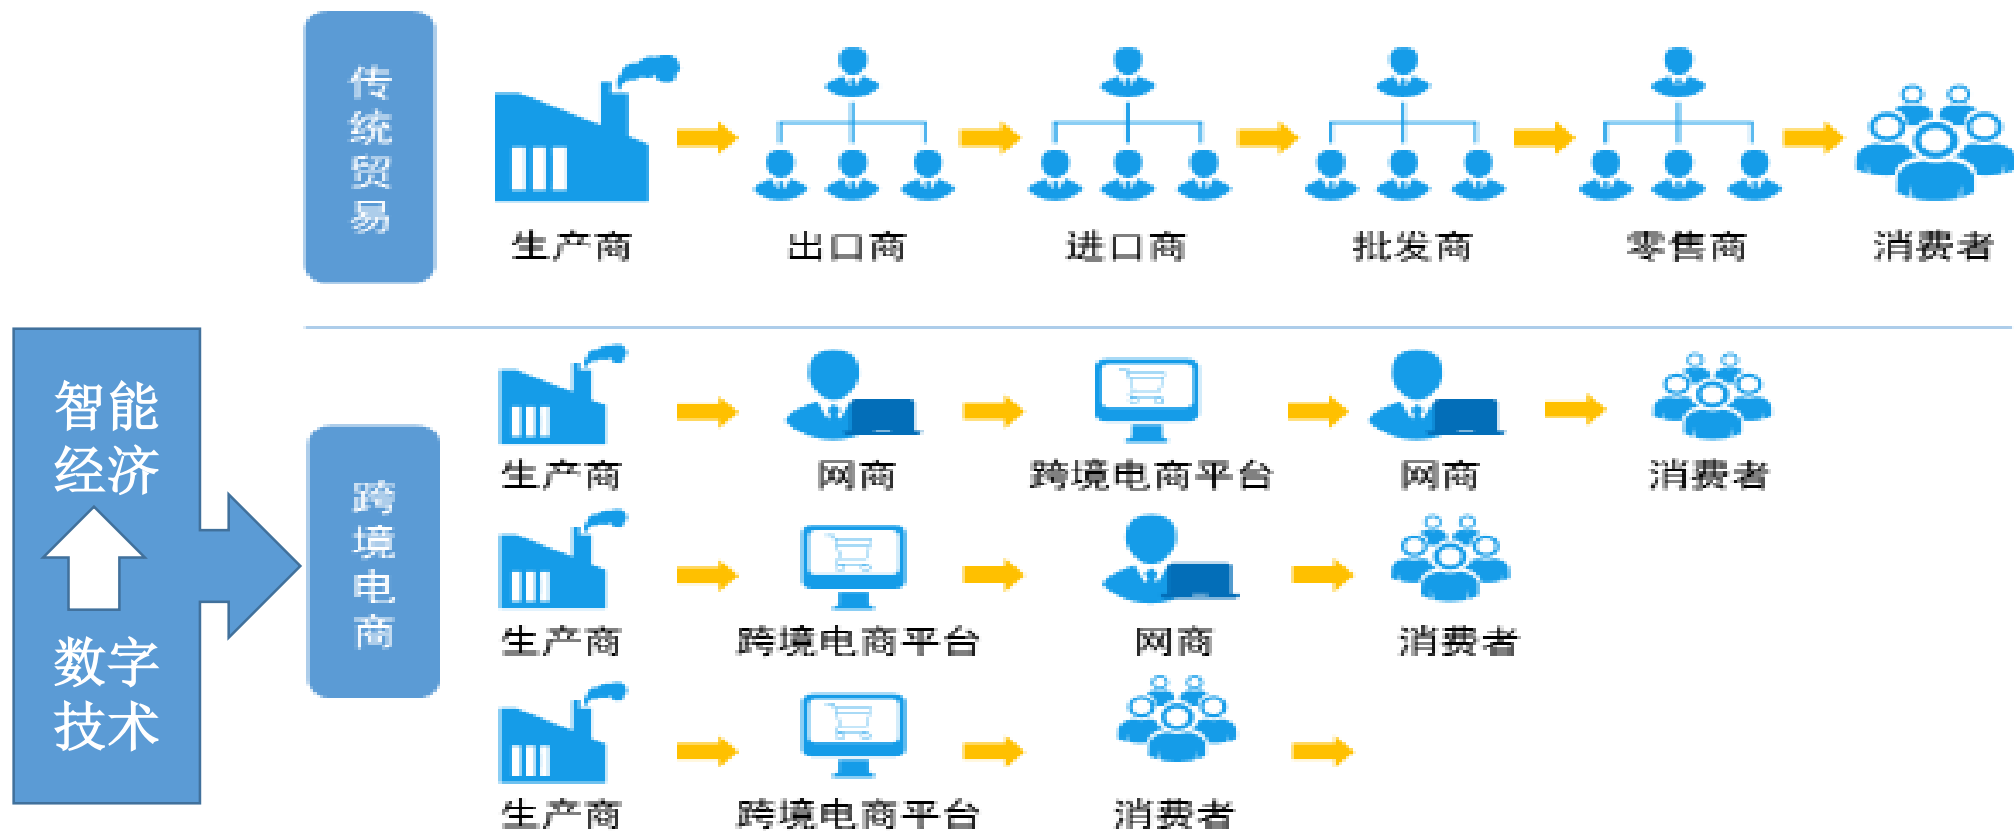 传统贸易
生产商 出口商 进口商 批发商 零售商 消费者
智能
经济
数字
技术
跨境电商
生产商 网商 跨境电商平台 网商 消费者
生产商 跨境电商平台 网商 消费者
生产商 跨境电商平台 消费者